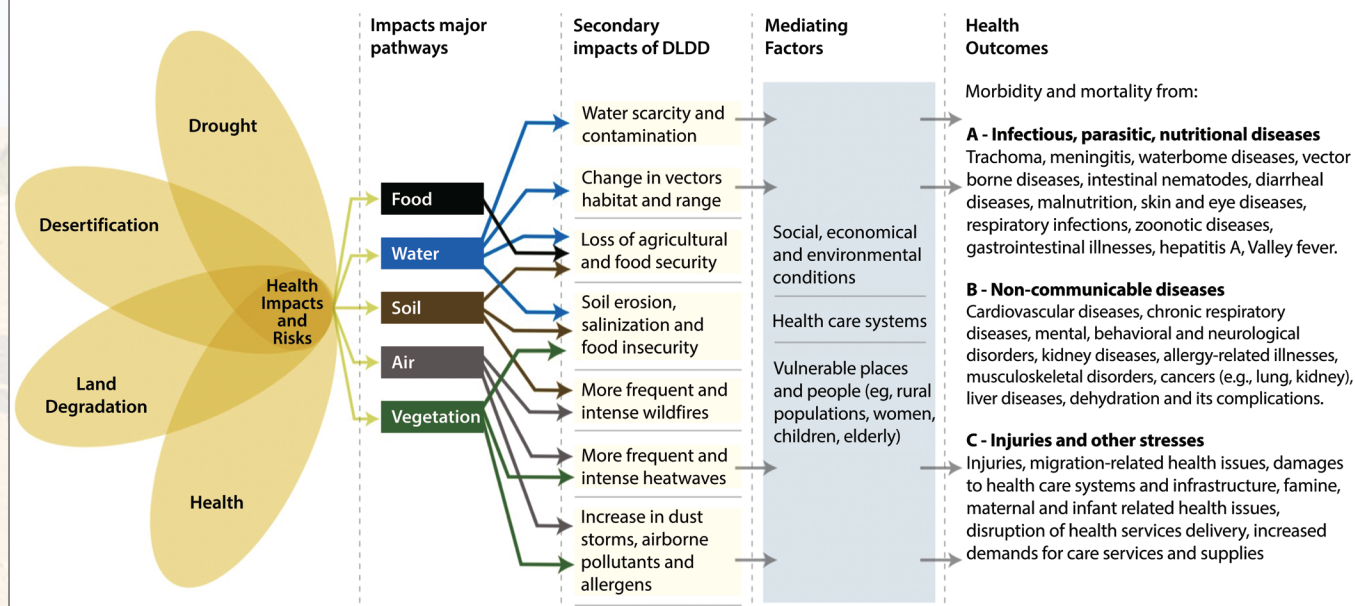 Impacts major
pathways
Secondary
impacts of DLDD
Mediating
Factors
Health
Outcomes
Drought
Desertification
Land
Degradation
Health
Health
Impacts
and
Risks
Food
Water
Soil
Air
Vegetation
Water scarcity and
contamination
Change in vectors
habitat and range
Loss of agricultural
and food security
Soil erosion,
salinization and
food insecurity
More frequent and
intense wildfires
More frequent and
intense heatwaves
Increase in dust
storms, airborne
pollutants and
allergens
Social, economical
and environmental
conditions
Health care systems
Vulnerable places
and people (eg, rural
populations, women,
children, elderly)
Morbidity and mortality from:
A - Infectious, parasitic, nutritional diseases
Trachoma, meningitis, waterbome diseases, vector
borne diseases, intestinal nematodes, diarrheal
diseases, malnutrition, skin and eye diseases,
respiratory infections, zoonotic diseases,
gastrointestinal illnesses, hepatitis A, Valley fever.
B - Non-communicable diseases
Cardiovascular diseases, chronic respiratory
diseases, mental, behavioral and neurological
disorders, kidney diseases, allergy-related illnesses,
musculoskeletal disorders, cancers (e.g., lung, kidney),
liver diseases, dehydration and its complications.
C - Injuries and other stresses
Injuries, migration-related health issues, damages
to health care systems and infrastructure, famine,
maternal and infant related health issues,
disruption of health services delivery, increased
demands for care services and supplies